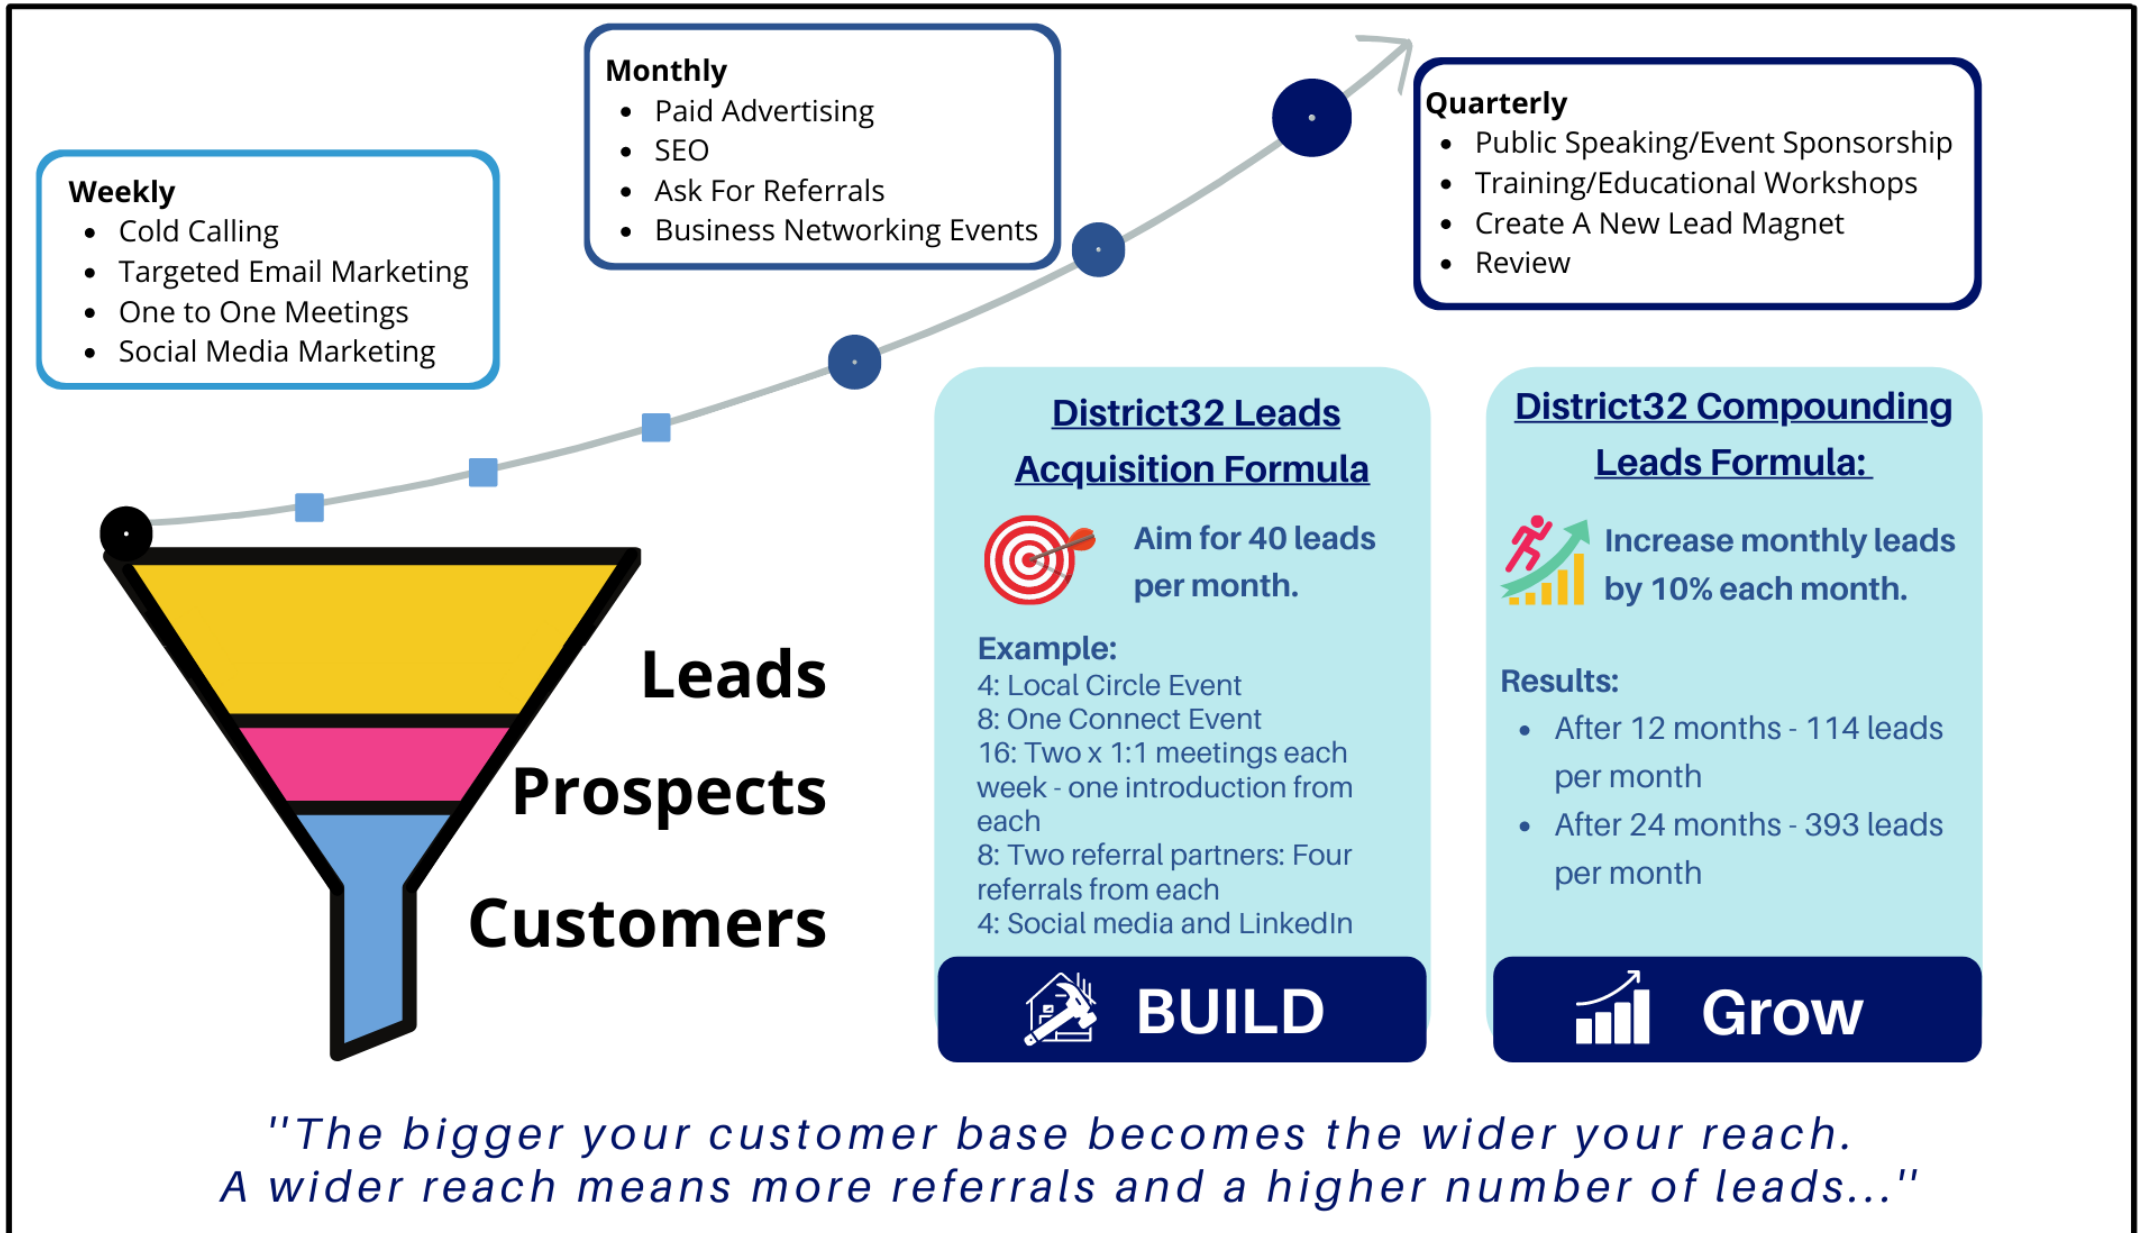 Monthly
• Paid Advertising
• SEO
• Ask For Referrals
• Business Networking Events
Quarterly
• Public Speaking/Event Sponsorship
• Training/Educational Workshops
• Create A New Lead Magnet
• Review
Weekly
• Cold Calling
• Targeted Email Marketing
• One to One Meetings
• Social Media Marketing
Leads
Prospects
Customers
District32 Leads
Acquisition Formula
Aim for 40 leads
per month.
Example:
4: Local Circle Event
8: One Connect Event
16: Two x 1:1 meetings each
week - one introduction from
each
8: Two referral partners: Four
referrals from each
4: Social media and LinkedIn
BUILD
District32 Compounding
Leads Formula:
Increase monthly leads
by 10% each month.
Results:
• After 12 months - 114 leads
per month
• After 24 months - 393 leads
per month
Grow
"The bigger your customer base becomes the wider your reach.
A wider reach means more referrals and a higher number of leads..."